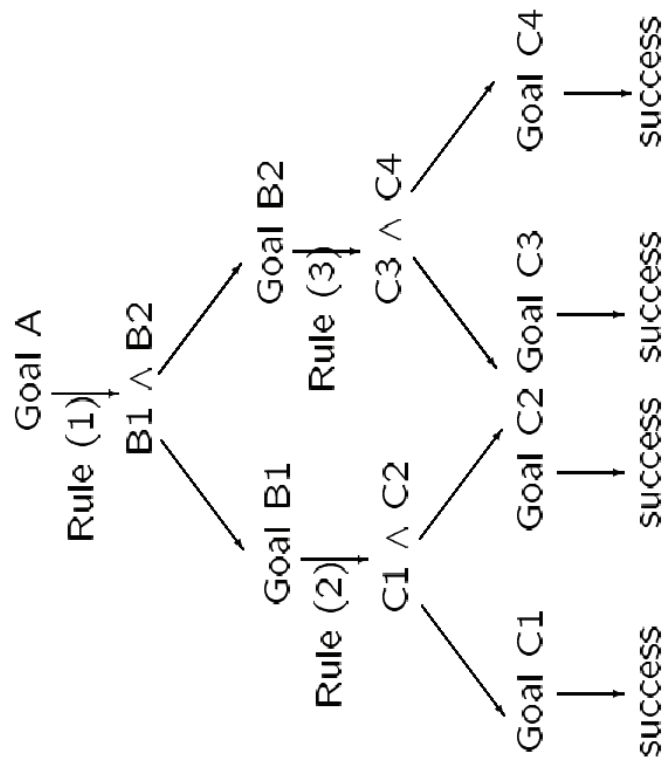 Goal A
Rule (1)
B1 ∧ B2
Goal B1
Goal B2
Rule (2)
Rule (3)
C1 ∧ C2
C3 ∧ C4
Goal C1
Goal C2
Goal C3
Goal C4
success
success
success
success